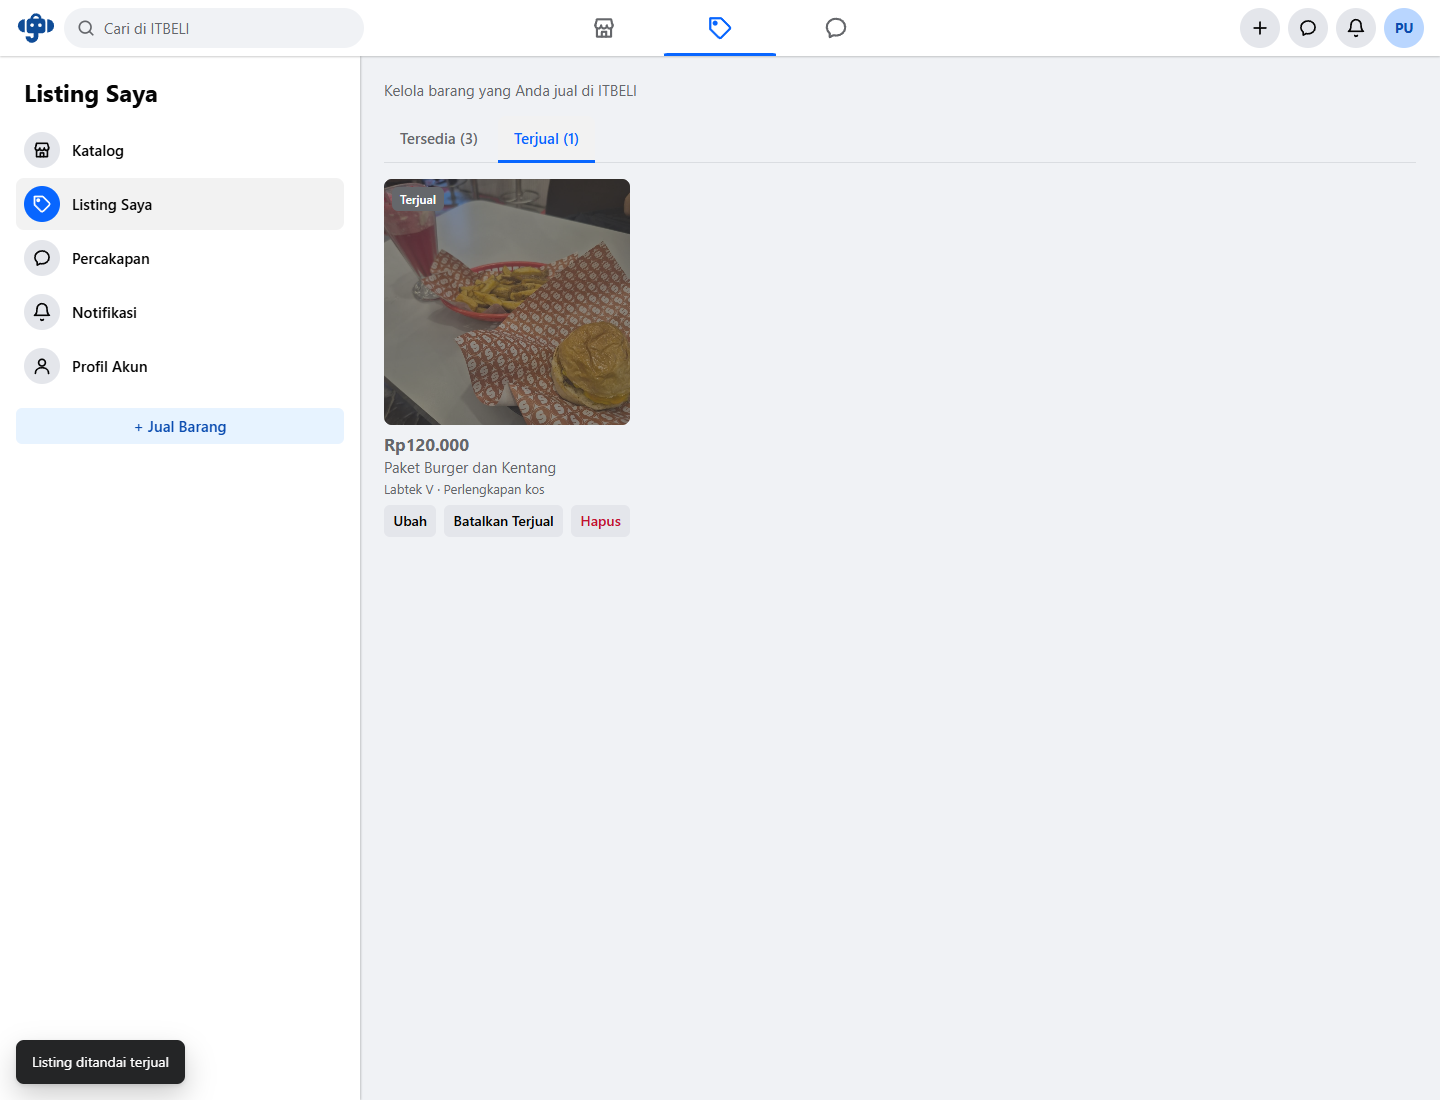 Cari di ITBELI
PU
Listing Saya
Katalog
Listing Saya
Percakapan
Notifikasi
Profil Akun
+ Jual Barang
Kelola barang yang Anda jual di ITBELI
Tersedia (3)
Terjual (1)
Terjual
Rp120.000
Paket Burger dan Kentang
Labtek V · Perlengkapan kos
Ubah
Batalkan Terjual
Hapus
Listing ditandai terjual